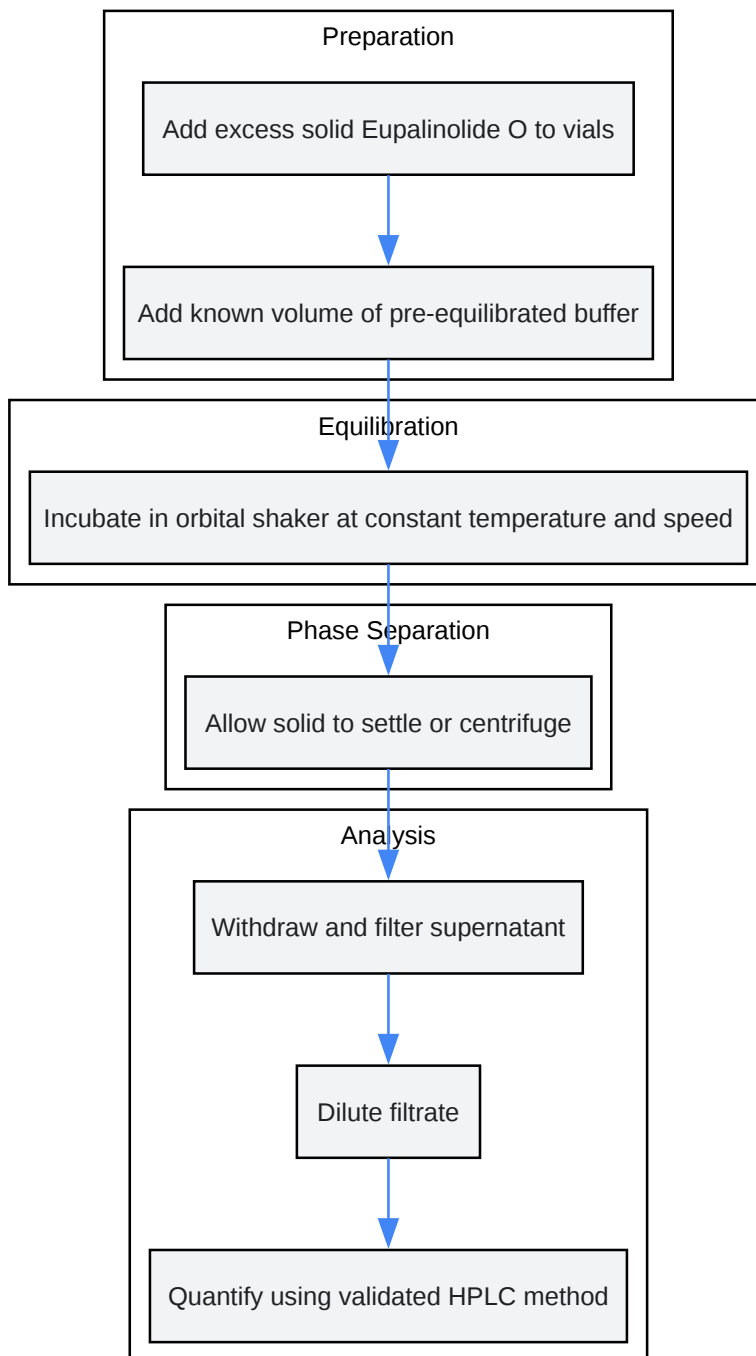 Preparation
Add excess solid Eupalinolide O to vials
Add known volume of pre-equilibrated buffer
Equilibration
Incubate in orbital shaker at constant temperature and speed
Phase Separation
Allow solid to settle or centrifuge
Analysis
Withdraw and filter supernatant
Dilute filtrate
Quantify using validated HPLC method